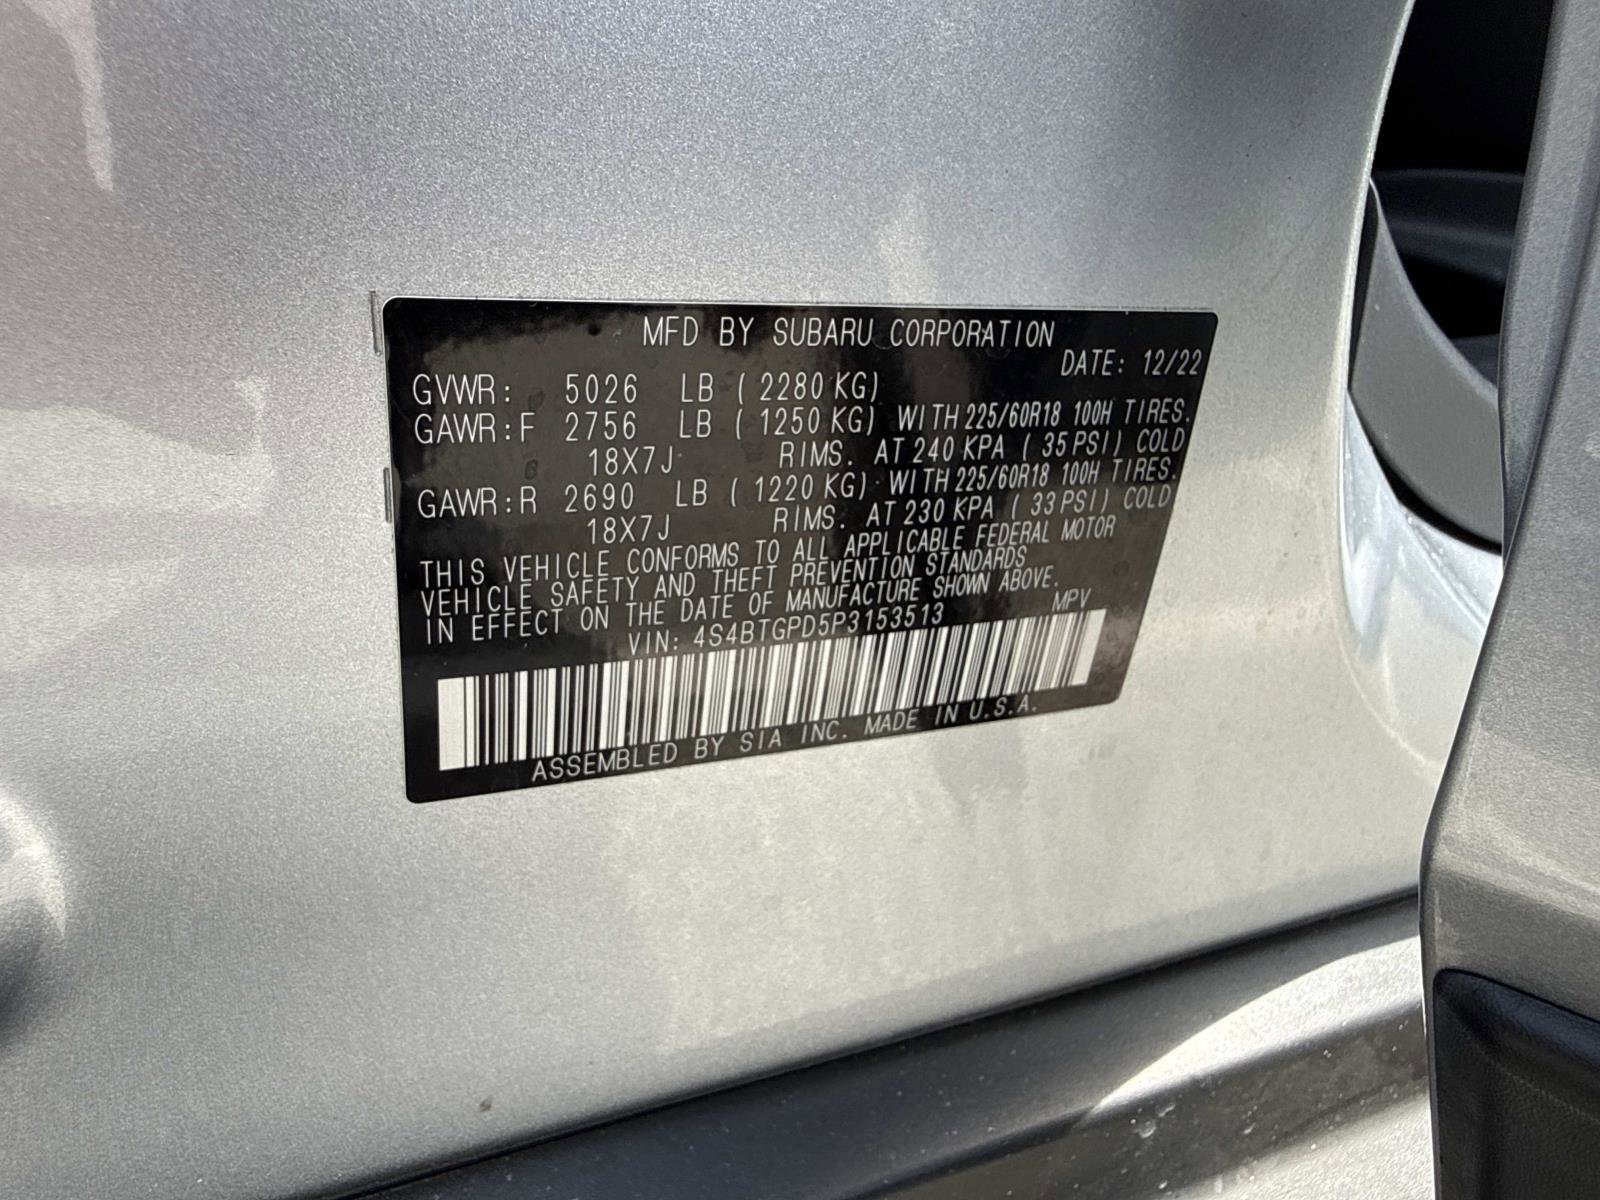 MFD BY SUBARU CORPORATION
DATE: 12/22
GVWR: 5026 LB ( 2280 KG)
GAWR:F 2756 LB ( 1250 KG) WITH 225/60R18 100H TIRES.
18X7J RIMS. AT 240 KPA ( 35 PSI) COLD
GAWR:R 2690 LB ( 1220 KG) WITH 225/60R18 100H TIRES.
18X7J RIMS. AT 230 KPA ( 33 PSI) COLD
THIS VEHICLE CONFORMS TO ALL APPLICABLE FEDERAL MOTOR
VEHICLE SAFETY AND THEFT PREVENTION STANDARDS
IN EFFECT ON THE DATE OF MANUFACTURE SHOWN ABOVE.
VIN: 4S4BTGPD5P3153513 MPV
ASSEMBLED BY SIA INC. MADE IN U.S.A.